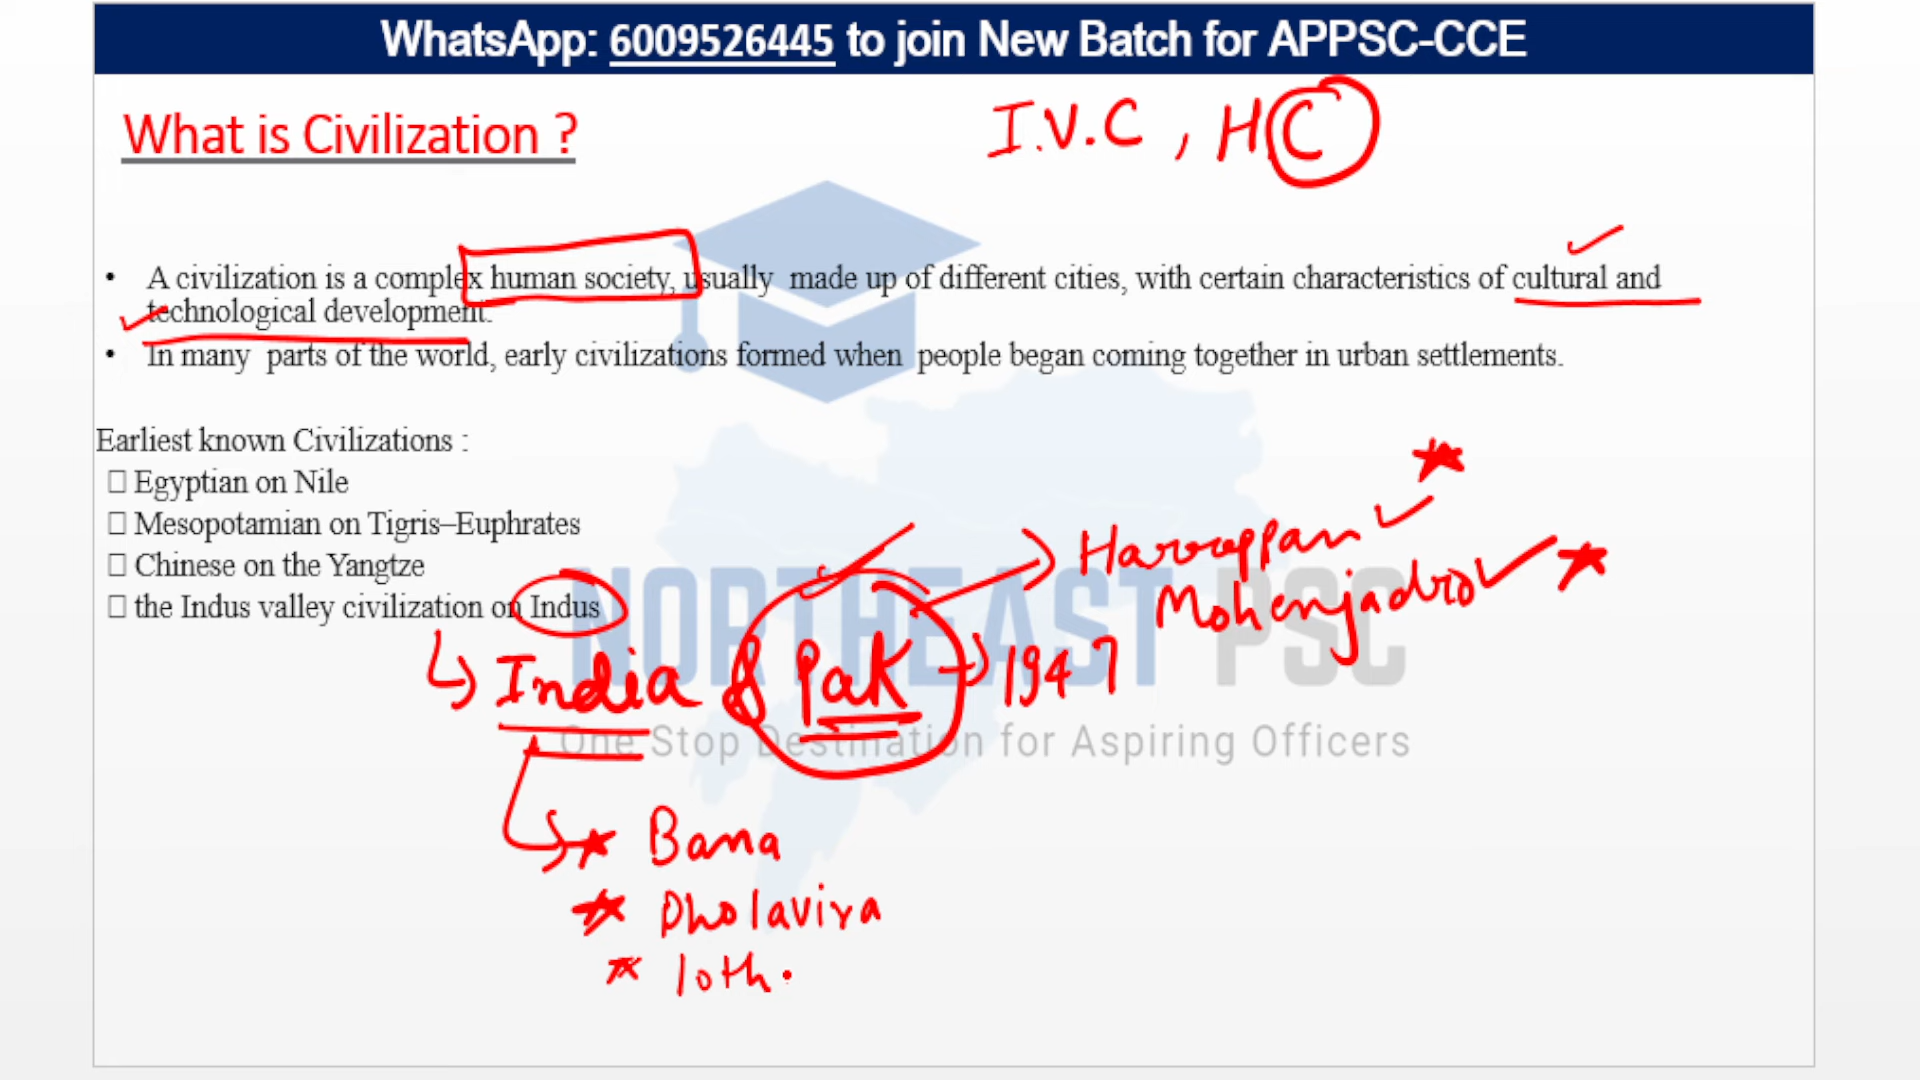 WhatsApp: 6009526445 to join New Batch for APPSC-CCE
What is Civilization ?
I.V.C , H.C
• A civilization is a complex human society, usually made up of different cities, with certain characteristics of cultural and
technological development.
• In many parts of the world, early civilizations formed when people began coming together in urban settlements.
Earliest known Civilizations :
□ Egyptian on Nile
□ Mesopotamian on Tigris–Euphrates
□ Chinese on the Yangtze
□ the Indus valley civilization on Indus
Harrappan
Mohenjadro
NORTHEAST PSC
India & Pak → 1947
One Stop Destination for Aspiring Officers
Bana
Dholavira
loth